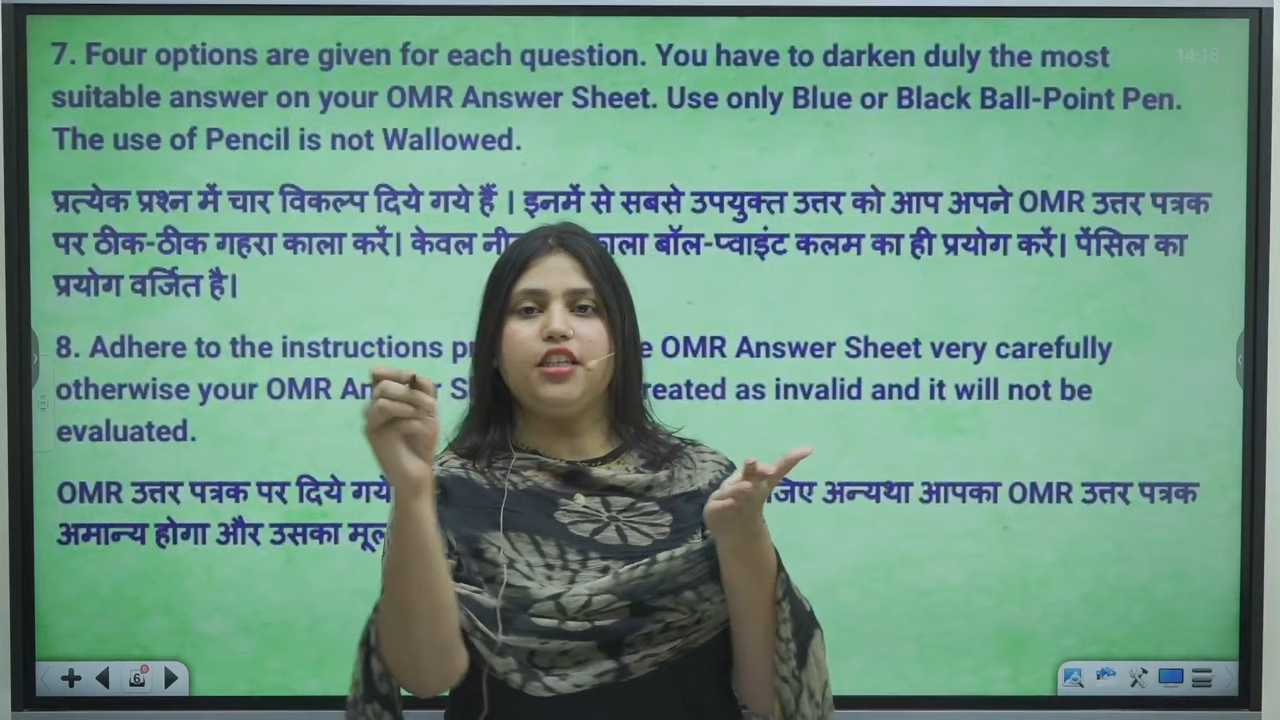 14:18
7. Four options are given for each question. You have to darken duly the most
suitable answer on your OMR Answer Sheet. Use only Blue or Black Ball-Point Pen.
The use of Pencil is not Wallowed.
प्रत्येक प्रश्न में चार विकल्प दिये गये हैं | इनमें से सबसे उपयुक्त उत्तर को आप अपने OMR उत्तर पत्रक
पर ठीक-ठीक गहरा काला करें| केवल बॉल-प्वाइंट कलम का ही प्रयोग करें| पेंसिल का
प्रयोग वर्जित है|
8. Adhere to the instructions OMR Answer Sheet very carefully
otherwise your OMR and as invalid and it will not be
evaluated.
OMR उत्तर पत्रक पर दिये गये अन्यथा आपका OMR उत्तर पत्रक
अमान्य होगा और उसका
6